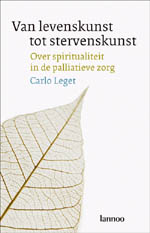 Van levenskunst
tot stervenskunst
Over spiritualiteit
in de palliatieve zorg
Carlo Leget
lannoo